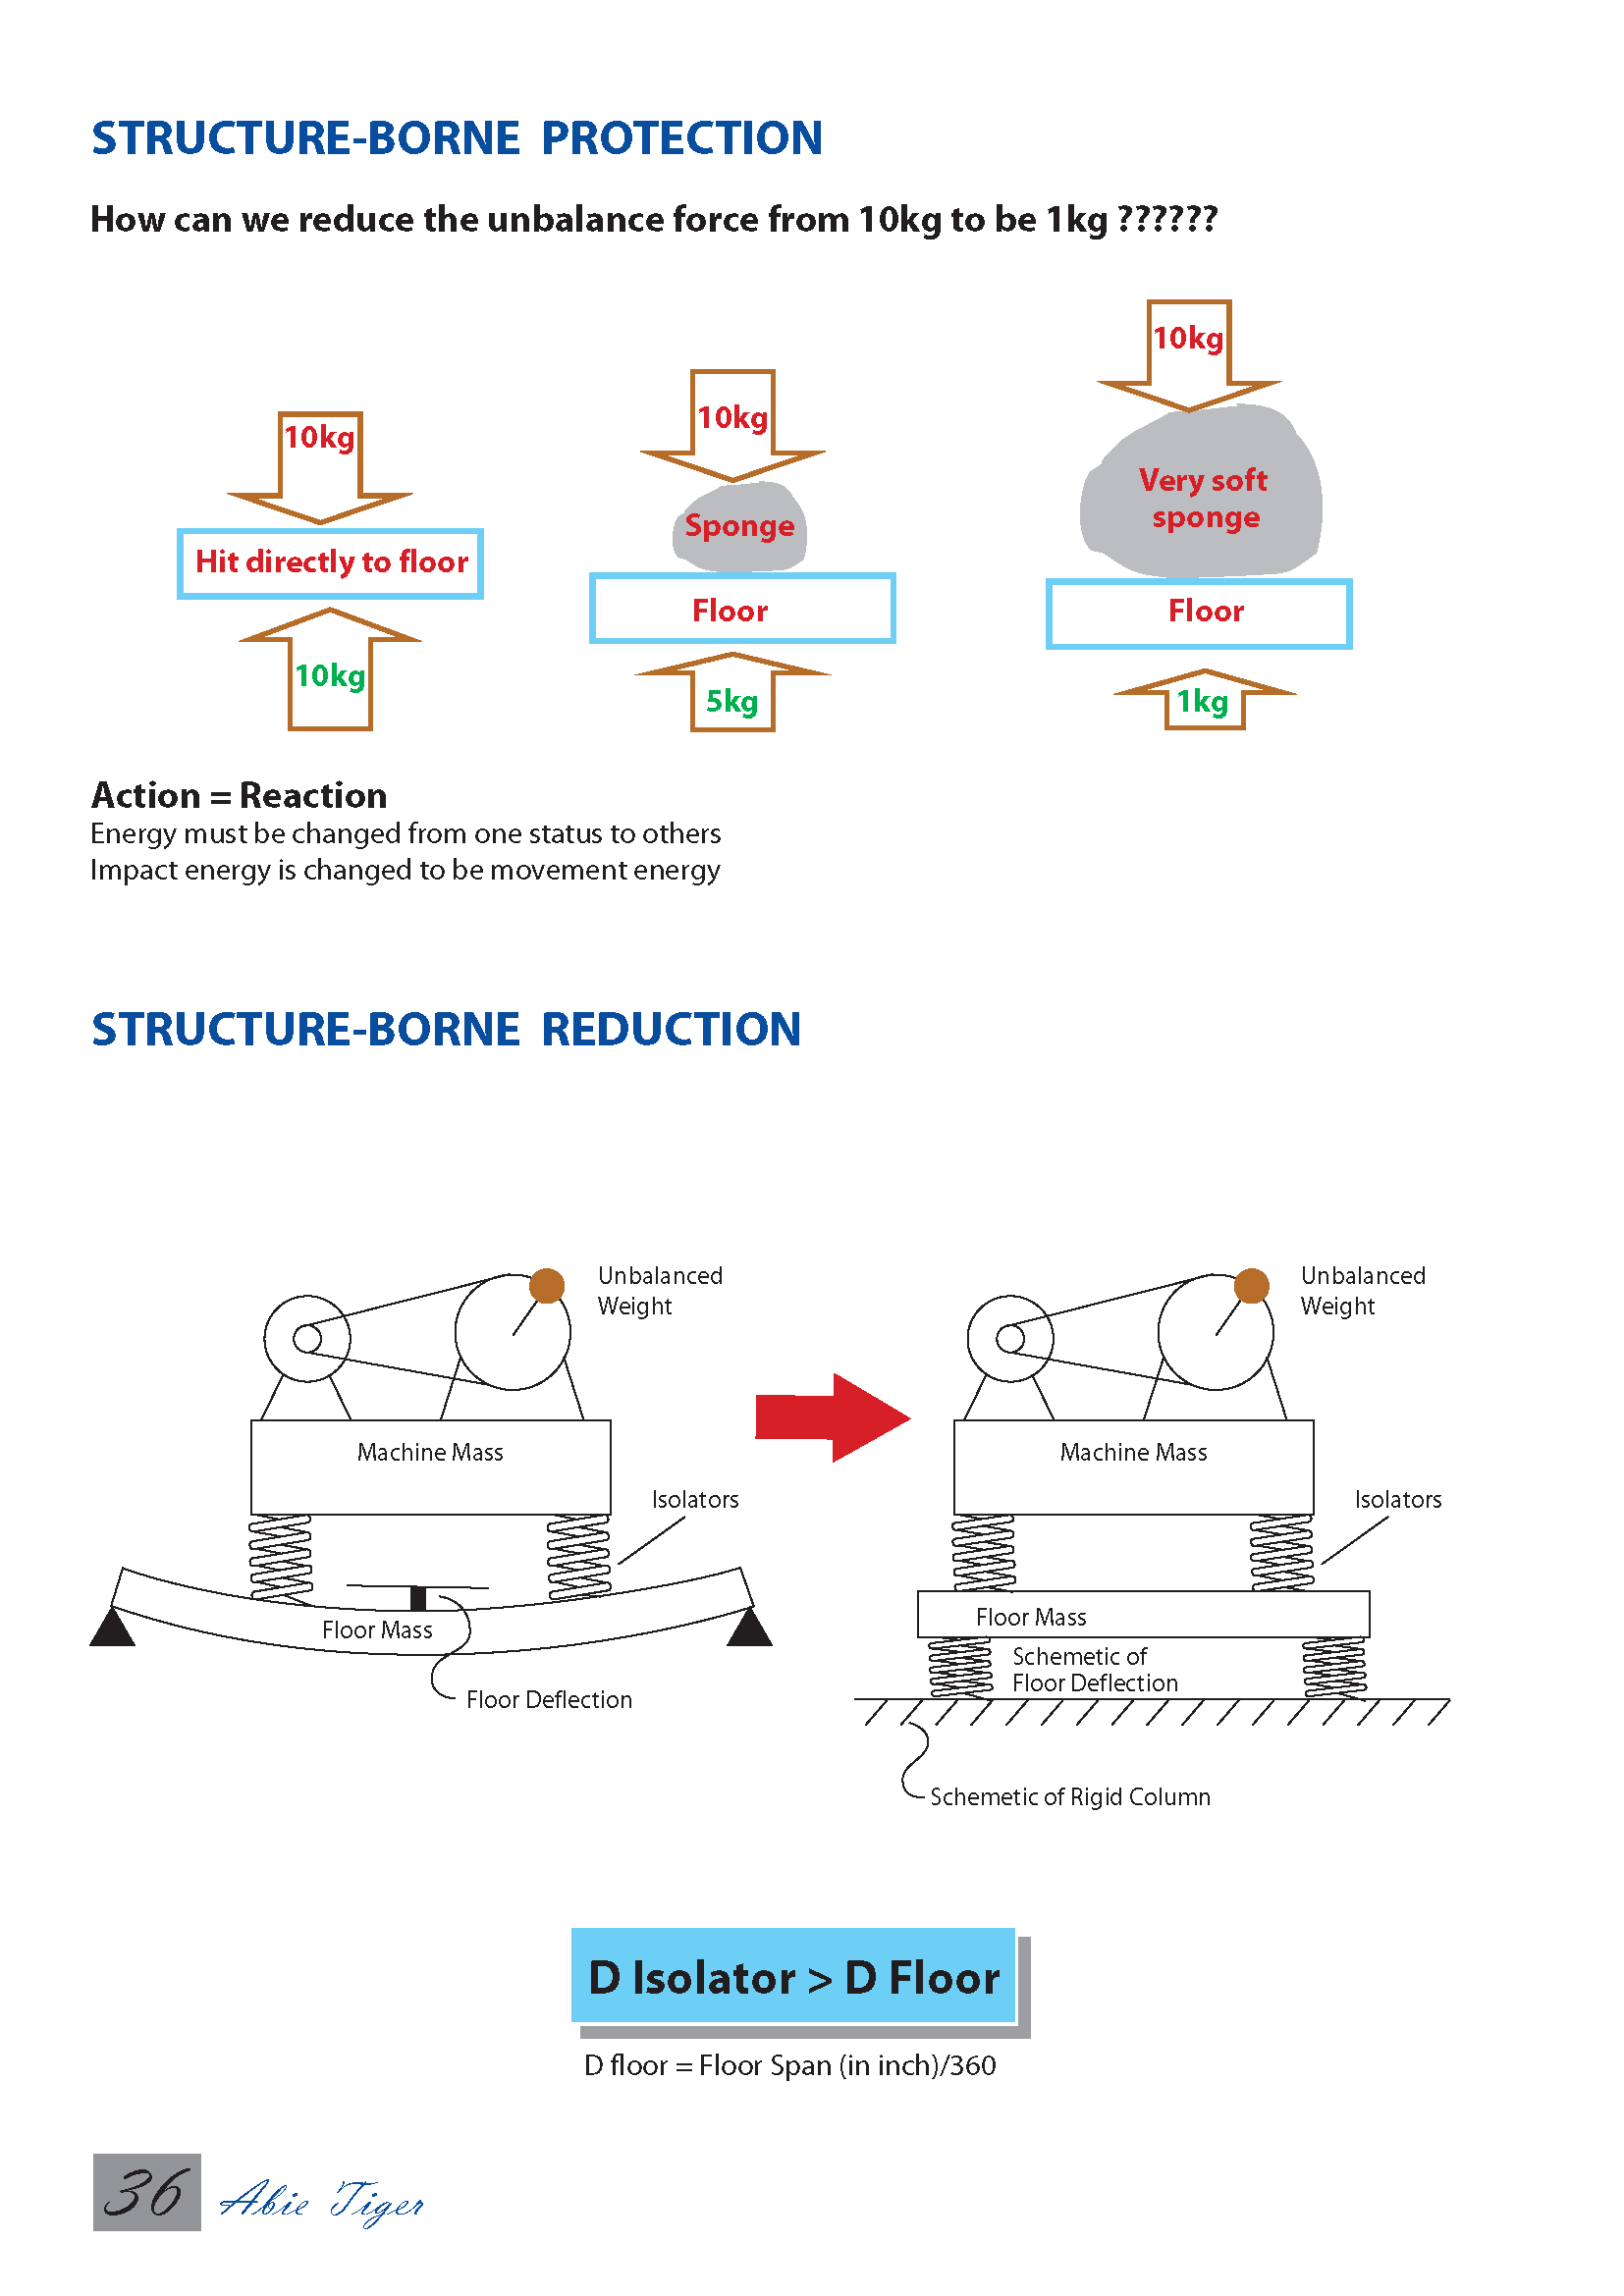 STRUCTURE-BORNE PROTECTION
How can we reduce the unbalance force from 10kg to be 1kg ??????
10kg
Hit directly to floor
10kg
10kg
Sponge
Floor
5kg
10kg
Very soft
sponge
Floor
1kg
Action = Reaction
Energy must be changed from one status to others
Impact energy is changed to be movement energy
STRUCTURE-BORNE REDUCTION
Unbalanced
Weight
Machine Mass
Isolators
Floor Mass
Floor Deflection
Unbalanced
Weight
Machine Mass
Isolators
Floor Mass
Schemetic of
Floor Deflection
Schemetic of Rigid Column
D Isolator > D Floor
D floor = Floor Span (in inch)/360
36 Abie Tiger